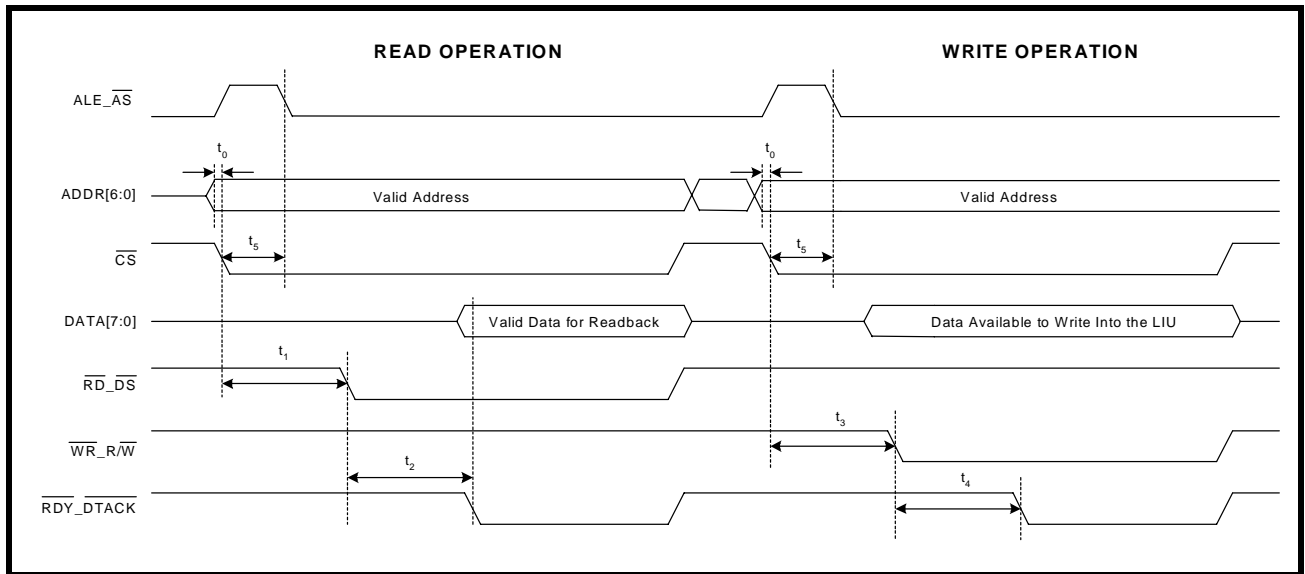 READ OPERATION WRITE OPERATION
ALE_AS
t0 t0
ADDR[6:0] Valid Address Valid Address
CS t5 t5
DATA[7:0] Valid Data for Readback Data Available to Write Into the LIU
t1
RD_DS
t3
WR_R/W
t2 t4
RDY_DTACK